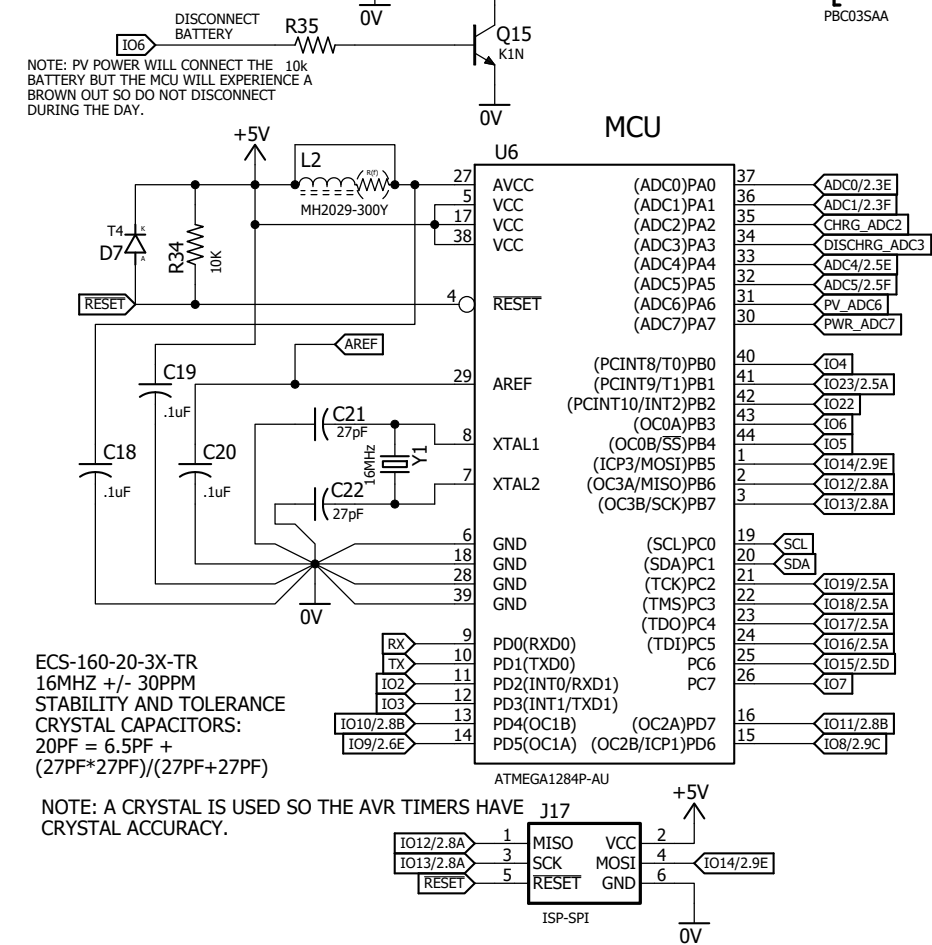 0V
PBC03SAA
DISCONNECT
BATTERY
R35
IO6
10k
Q15
K1N
NOTE: PV POWER WILL CONNECT THE
BATTERY BUT THE MCU WILL EXPERIENCE A
BROWN OUT SO DO NOT DISCONNECT
DURING THE DAY.
0V
MCU
+5V
L2
R(f)
MH2029-300Y
T4
K
A
D7
R34
10K
RESET
AREF
C19
.1uF
C18
.1uF
C20
.1uF
C21
27pF
C22
27pF
16MHz
Y1
0V
U6
27 AVCC (ADC0)PA0 37 ADC0/2.3E
5 VCC (ADC1)PA1 36 ADC1/2.3F
17 VCC (ADC2)PA2 35 CHRG_ADC2
38 VCC (ADC3)PA3 34 DISCHRG_ADC3
(ADC4)PA4 33 ADC4/2.5E
(ADC5)PA5 32 ADC5/2.5F
4 RESET (ADC6)PA6 31 PV_ADC6
(ADC7)PA7 30 PWR_ADC7
(PCINT8/T0)PB0 40 IO4
29 AREF (PCINT9/T1)PB1 41 IO23/2.5A
(PCINT10/INT2)PB2 42 IO22
(OC0A)PB3 43 IO6
8 XTAL1 (OC0B/SS)PB4 44 IO5
(ICP3/MOSI)PB5 1 IO14/2.9E
7 XTAL2 (OC3A/MISO)PB6 2 IO12/2.8A
(OC3B/SCK)PB7 3 IO13/2.8A
6 GND (SCL)PC0 19 SCL
18 GND (SDA)PC1 20 SDA
28 GND (TCK)PC2 21 IO19/2.5A
39 GND (TMS)PC3 22 IO18/2.5A
(TDO)PC4 23 IO17/2.5A
RX 9 PD0(RXD0) (TDI)PC5 24 IO16/2.5A
TX 10 PD1(TXD0) PC6 25 IO15/2.5D
IO2 11 PD2(INT0/RXD1) PC7 26 IO7
IO3 12 PD3(INT1/TXD1)
IO10/2.8B 13 PD4(OC1B) (OC2A)PD7 16 IO11/2.8B
IO9/2.6E 14 PD5(OC1A) (OC2B/ICP1)PD6 15 IO8/2.9C
ATMEGA1284P-AU
ECS-160-20-3X-TR
16MHZ +/- 30PPM
STABILITY AND TOLERANCE
CRYSTAL CAPACITORS:
20PF = 6.5PF +
(27PF*27PF)/(27PF+27PF)
NOTE: A CRYSTAL IS USED SO THE AVR TIMERS HAVE
CRYSTAL ACCURACY.
J17
+5V
IO12/2.8A 1 MISO VCC 2
IO13/2.8A 3 SCK MOSI 4 IO14/2.9E
RESET 5 RESET GND 6
ISP-SPI
0V